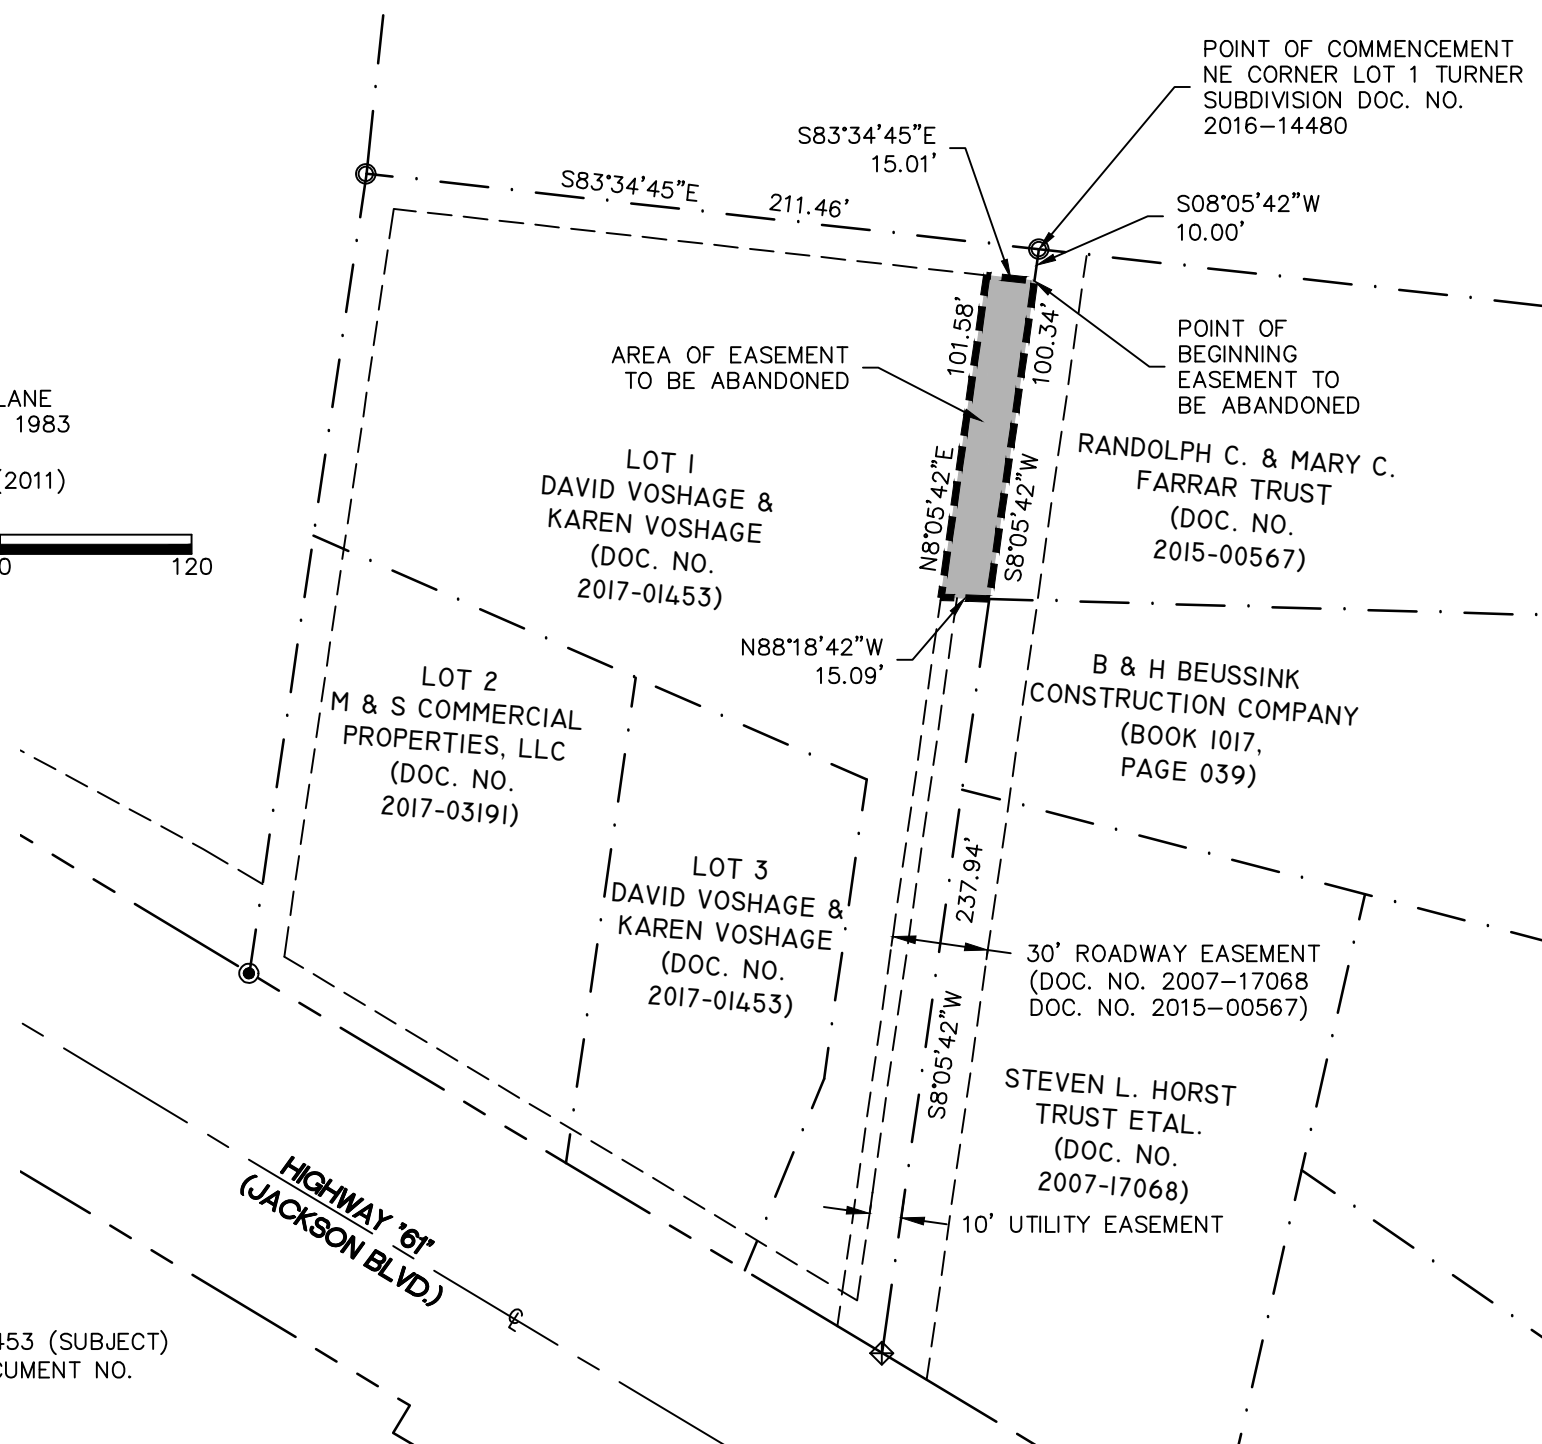 POINT OF COMMENCEMENT
NE CORNER LOT 1 TURNER
SUBDIVISION DOC. NO.
2016-14480
S83°34'45"E
15.01'
S83°34'45"E
211.46'
S08°05'42"W
10.00'
POINT OF
BEGINNING
EASEMENT TO
BE ABANDONED
101.58'
100.34'
AREA OF EASEMENT
TO BE ABANDONED
LANE
1983
(2011)
0
120
LOT 1
DAVID VOSHAGE &
KAREN VOSHAGE
(DOC. NO.
2017-01453)
N8°05'42"E
S8°05'42"W
RANDOLPH C. & MARY C.
FARRAR TRUST
(DOC. NO.
2015-00567)
N88°18'42"W
15.09'
LOT 2
M & S COMMERCIAL
PROPERTIES, LLC
(DOC. NO.
2017-03191)
B & H BEUSSINK
CONSTRUCTION COMPANY
(BOOK 1017,
PAGE 039)
LOT 3
DAVID VOSHAGE &
KAREN VOSHAGE
(DOC. NO.
2017-01453)
237.94'
S8°05'42"W
30' ROADWAY EASEMENT
(DOC. NO. 2007-17068
DOC. NO. 2015-00567)
STEVEN L. HORST
TRUST ETAL.
(DOC. NO.
2007-17068)
10' UTILITY EASEMENT
HIGHWAY "61"
(JACKSON BLVD.)
453 (SUBJECT)
CUMENT NO.